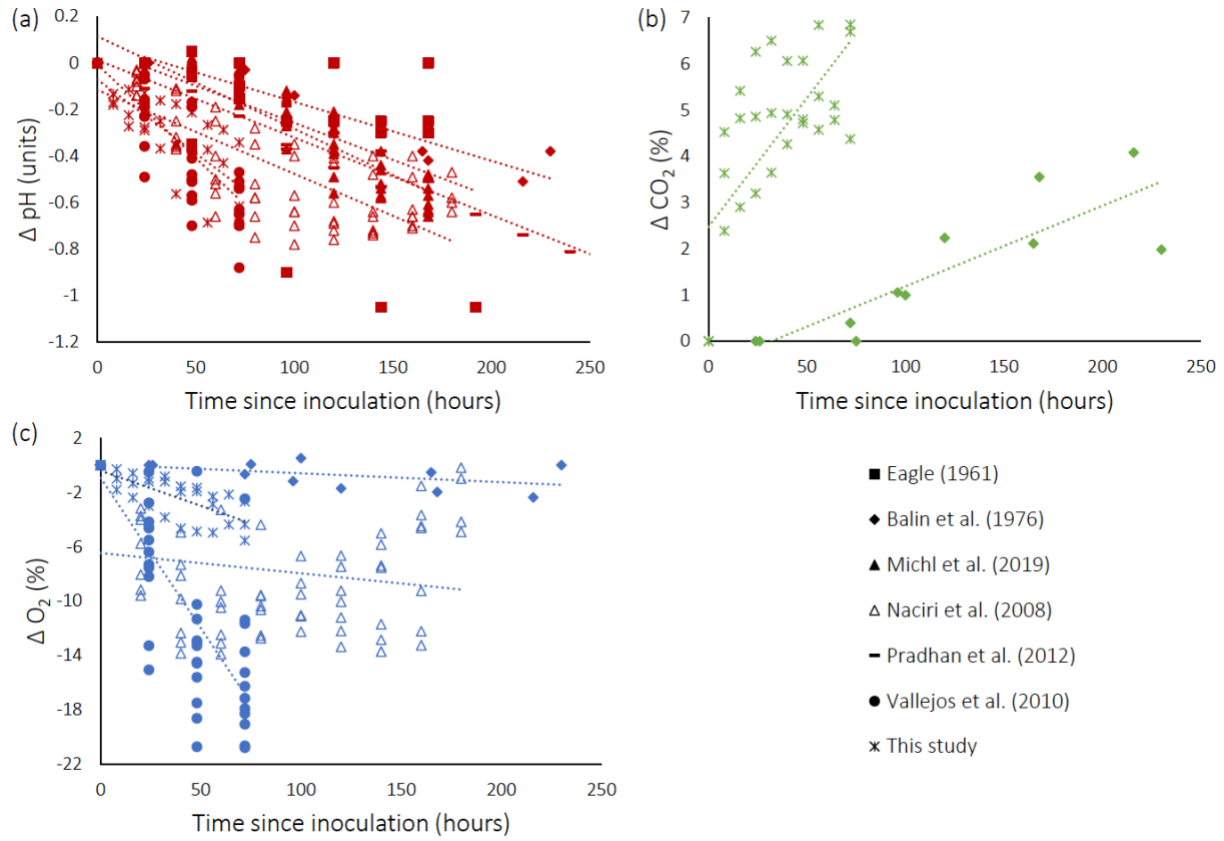 (a)
0.2
0
-0.2
-0.4
-0.6
-0.8
-1
-1.2
Δ pH (units)
0 50 100 150 200 250
Time since inoculation (hours)
(b)
7
6
5
4
3
2
1
0
Δ CO₂ (%)
0 50 100 150 200 250
Time since inoculation (hours)
(c)
2
-2
-6
-10
-14
-18
-22
Δ O₂ (%)
0 50 100 150 200 250
Time since inoculation (hours)
Eagle (1961)
Balin et al. (1976)
Michl et al. (2019)
Naciri et al. (2008)
Pradhan et al. (2012)
Vallejos et al. (2010)
This study